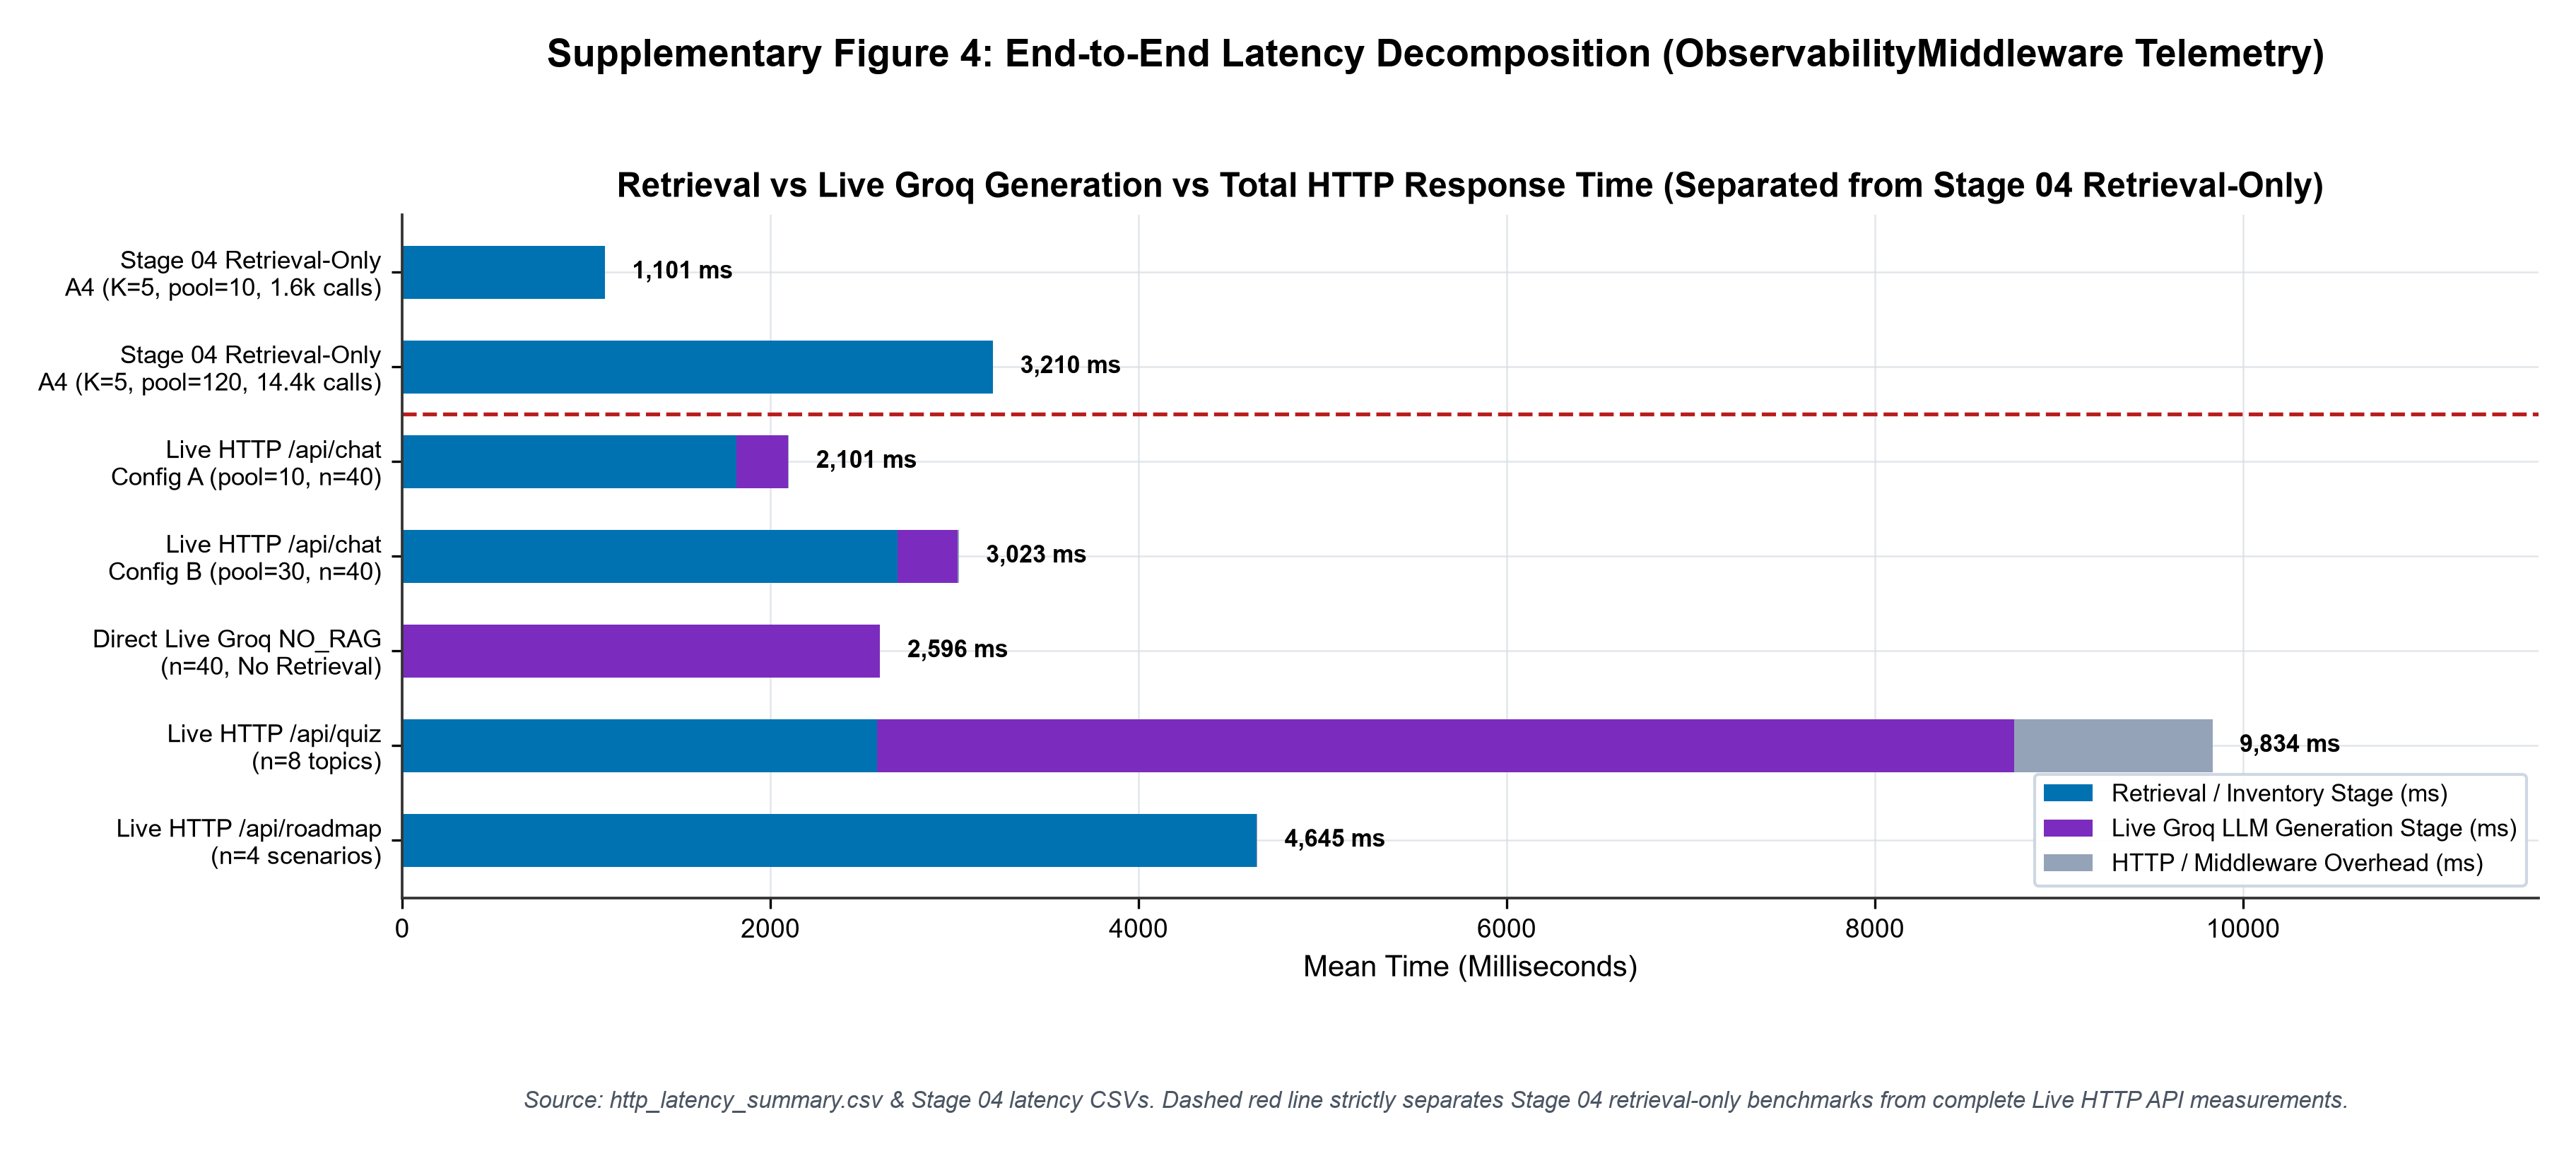 Supplementary Figure 4: End-to-End Latency Decomposition (ObservabilityMiddleware Telemetry)
Retrieval vs Live Groq Generation vs Total HTTP Response Time (Separated from Stage 04 Retrieval-Only)
Stage 04 Retrieval-Only
A4 (K=5, pool=10, 1.6k calls)
1,101 ms
Stage 04 Retrieval-Only
A4 (K=5, pool=120, 14.4k calls)
3,210 ms
Live HTTP /api/chat
Config A (pool=10, n=40)
2,101 ms
Live HTTP /api/chat
Config B (pool=30, n=40)
3,023 ms
Direct Live Groq NO_RAG
(n=40, No Retrieval)
2,596 ms
Live HTTP /api/quiz
(n=8 topics)
9,834 ms
Live HTTP /api/roadmap
(n=4 scenarios)
4,645 ms
Retrieval / Inventory Stage (ms)
Live Groq LLM Generation Stage (ms)
HTTP / Middleware Overhead (ms)
0 2000 4000 6000 8000 10000
Mean Time (Milliseconds)
Source: http_latency_summary.csv & Stage 04 latency CSVs. Dashed red line strictly separates Stage 04 retrieval-only benchmarks from complete Live HTTP API measurements.